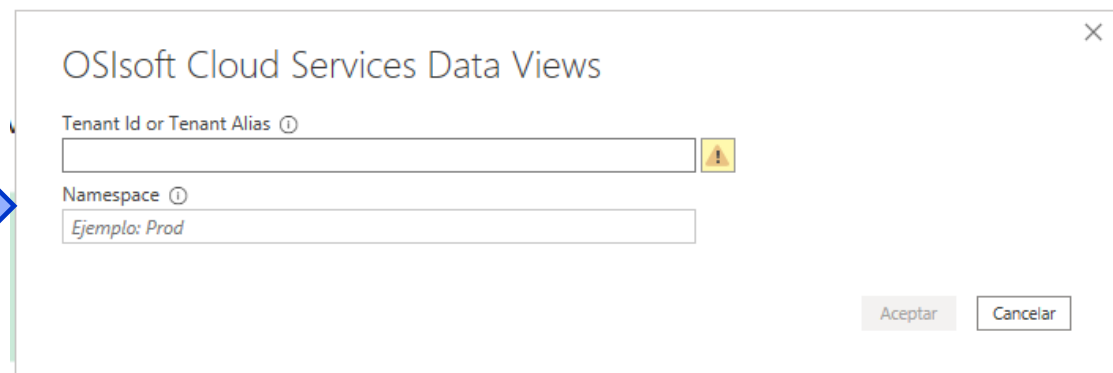 OSIsoft Cloud Services Data Views
Tenant Id or Tenant Alias
Namespace
Ejemplo: Prod
Aceptar
Cancelar